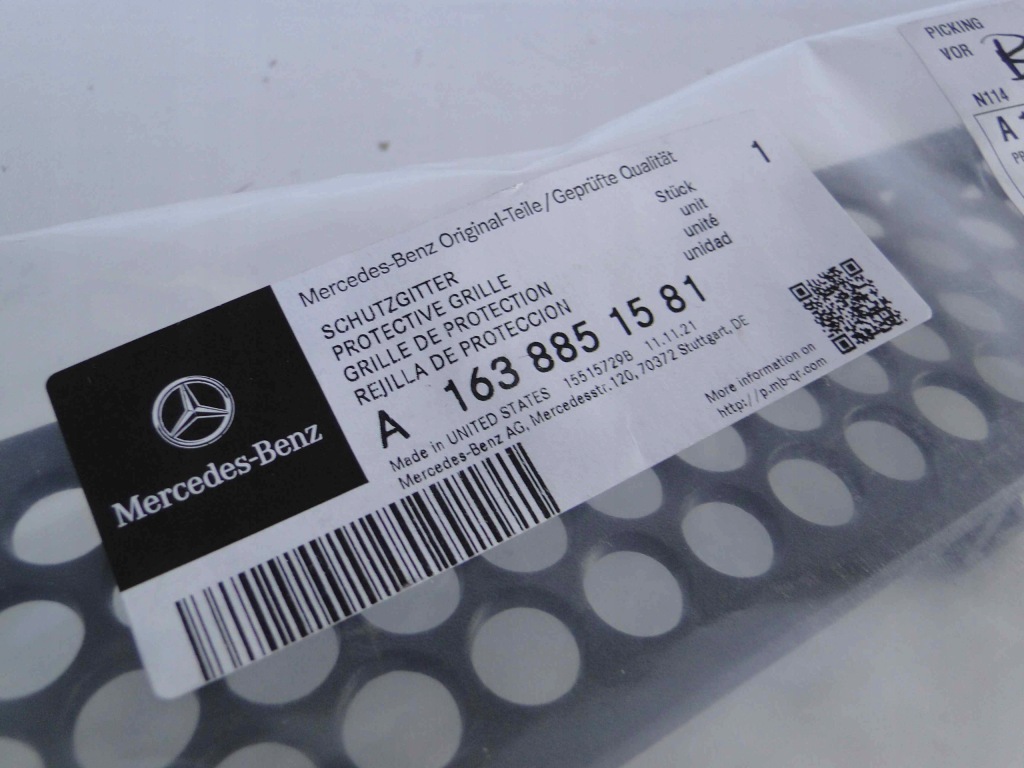 Mercedes-Benz Original-Teile/Geprüfte Qualität
1
SCHUTZGITTER
PROTECTIVE GRILLE
GRILLE DE PROTECTION
REJILLA DE PROTECCION
Stück
unit
unité
unidad
A 163 885 15 81
Made in UNITED STATES 155157298 11.11.21
Mercedes-Benz AG, Mercedesstr.120, 70372 Stuttgart, DE
More information on
http://p.mb-qr.com
Mercedes-Benz
PICKING
VOR
N114
A